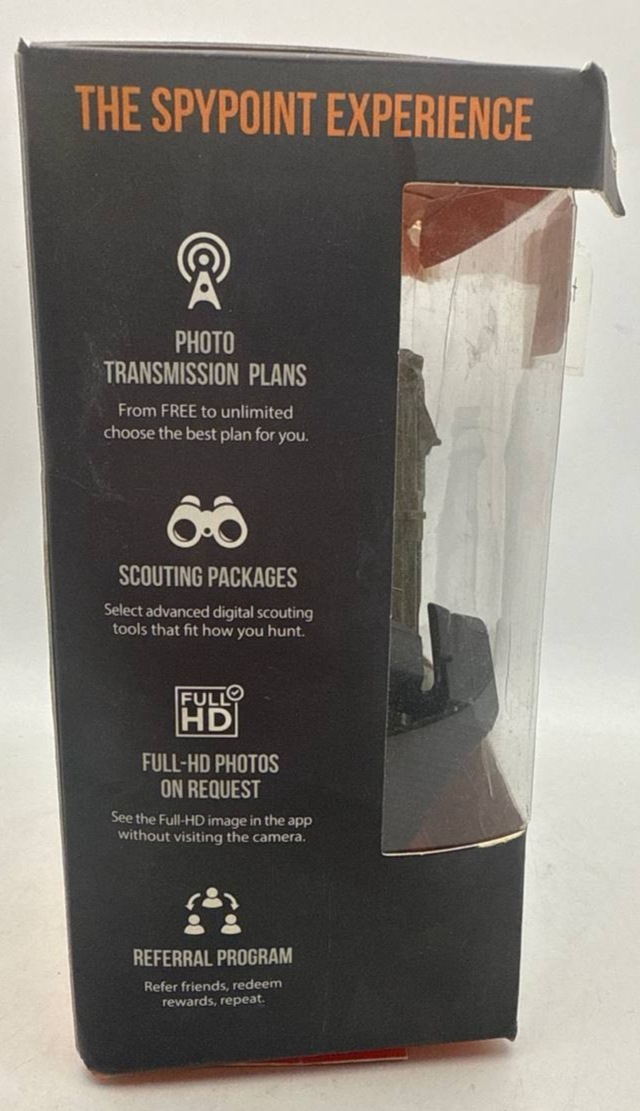 THE SPYPOINT EXPERIENCE
PHOTO
TRANSMISSION PLANS
From FREE to unlimited
choose the best plan for you.
SCOUTING PACKAGES
Select advanced digital scouting
tools that fit how you hunt.
FULL
HD
FULL-HD PHOTOS
ON REQUEST
See the Full-HD image in the app
without visiting the camera.
REFERRAL PROGRAM
Refer friends, redeem
rewards, repeat.